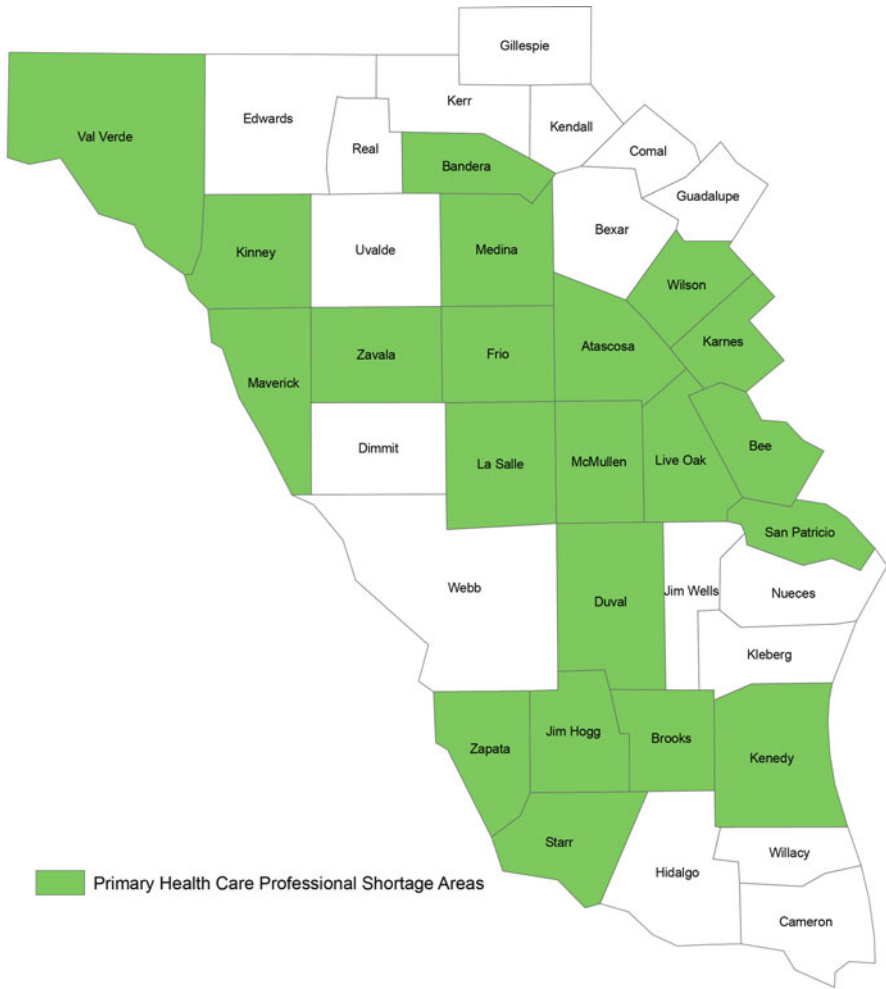 Gillespie
Kerr
Edwards
Kendall
Val Verde
Real
Comal
Bandera
Guadalupe
Bexar
Kinney
Uvalde
Medina
Wilson
Karnes
Atascosa
Zavala
Frio
Maverick
Dimmit
Bee
La Salle
McMullen
Live Oak
San Patricio
Webb
Jim Wells
Nueces
Duval
Kleberg
Jim Hogg
Brooks
Zapata
Kenedy
Starr
Willacy
Hidalgo
Primary Health Care Professional Shortage Areas
Cameron